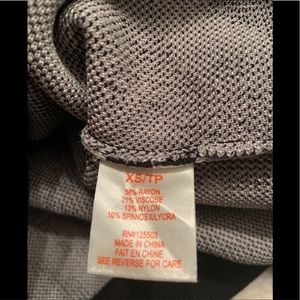 XS/TP
56% RAYON
21% VISCOSE
13% NYLON
10% SPANDEX/LYCRA
RN#125503
MADE IN CHINA
FAIT EN CHINE
SEE REVERSE FOR CARE